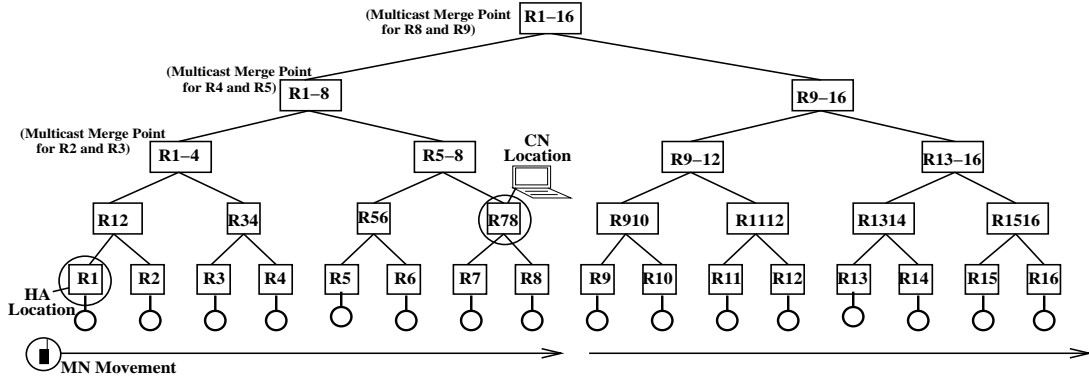 (Multicast Merge Point
for R8 and R9)
R1–16
(Multicast Merge Point
for R4 and R5)
R1–8
R9–16
(Multicast Merge Point
for R2 and R3)
R1–4
R5–8
CN
Location
R9–12
R13–16
R12
R34
R56
R78
R910
R1112
R1314
R1516
R1
R2
R3
R4
R5
R6
R7
R8
R9
R10
R11
R12
R13
R14
R15
R16
HA
Location
MN Movement